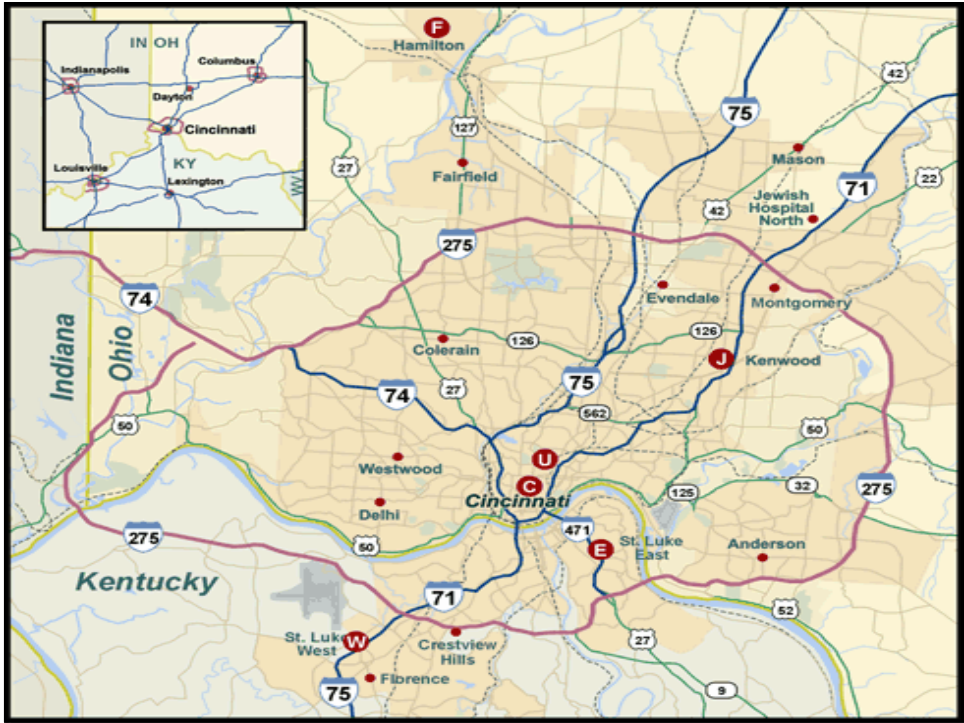 IN OH
Indianapolis
Columbus
Dayton
Cincinnati
KY
Louisville
Lexington
F
Hamilton
42
75
127
27
Mason
Fairfield
71
22
Jewish
Hospital
North
42
275
74
Evendale
Montgomery
126
126
Colerain
J
Kenwood
Indiana
Ohio
75
74
27
562
50
50
U
Westwood
C
Cincinnati
32
125
275
Delhi
471
275
50
E
St. Luke
East
Anderson
Kentucky
71
52
St. Luke
West
W
Crestview
Hills
27
Florence
75
9